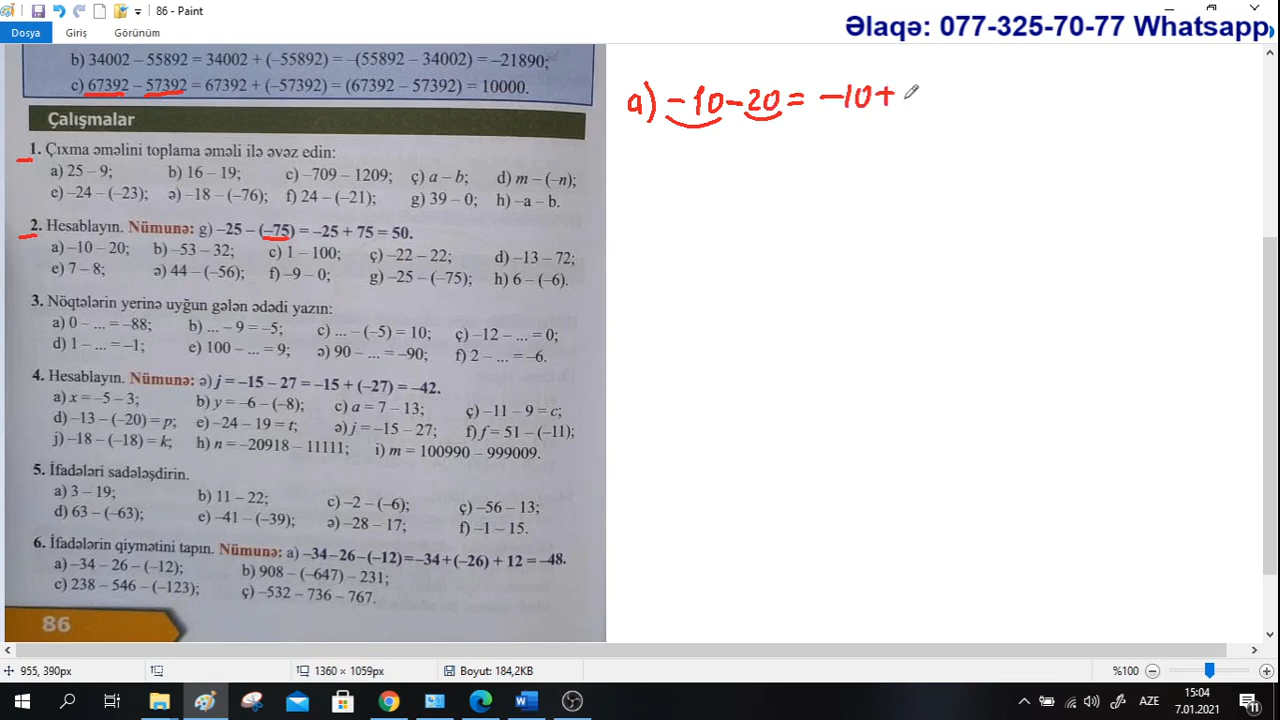 86 - Paint
Dosya Giriş Görünüm
Əlaqə: 077-325-70-77 Whatsapp
b) 34002 – 55892 = 34002 + (–55892) = –(55892 – 34002) = –21890;
c) 67392 – 57392 = 67392 + (–57392) = (67392 – 57392) = 10000.
Çalışmalar
1. Çıxma əməlini toplama əməli ilə əvəz edin:
a) 25 – 9; b) 16 – 19; c) –709 – 1209; ç) a – b; d) m – (–n);
e) –24 – (–23); ə) –18 – (–76); f) 24 – (–21); g) 39 – 0; h) –a – b.
2. Hesablayın. Nümunə: g) –25 – (–75) = –25 + 75 = 50.
a) –10 – 20; b) –53 – 32; c) 1 – 100; ç) –22 – 22; d) –13 – 72;
e) 7 – 8; ə) 44 – (–56); f) –9 – 0; g) –25 – (–75); h) 6 – (–6).
3. Nöqtələrin yerinə uyğun gələn ədədi yazın:
a) 0 – ... = –88; b) ... – 9 = –5; c) ... – (–5) = 10; ç) –12 – ... = 0;
d) 1 – ... = –1; e) 100 – ... = 9; ə) 90 – ... = –90; f) 2 – ... = –6.
4. Hesablayın. Nümunə: ə) j = –15 – 27 = –15 + (–27) = –42.
a) x = –5 – 3; b) y = –6 – (–8); c) a = 7 – 13; ç) –11 – 9 = c;
d) –13 – (–20) = p; e) –24 – 19 = t; ə) j = –15 – 27; f) f = 51 – (–11);
j) –18 – (–18) = k; h) n = –20918 – 11111; i) m = 100990 – 999009.
5. İfadələri sadələşdirin.
a) 3 – 19; b) 11 – 22; c) –2 – (–6); ç) –56 – 13;
d) 63 – (–63); e) –41 – (–39); ə) –28 – 17; f) –1 – 15.
6. İfadələrin qiymətini tapın. Nümunə: a) –34 – 26 – (–12) = –34 + (–26) + 12 = –48.
a) –34 – 26 – (–12); b) 908 – (–647) – 231;
c) 238 – 546 – (–123); ç) –532 – 736 – 767.
86
a) -10-20= -10+
955, 390px 1360 × 1059px Boyut: 184,2KB %100
AZE 15:04
7.01.2021 11